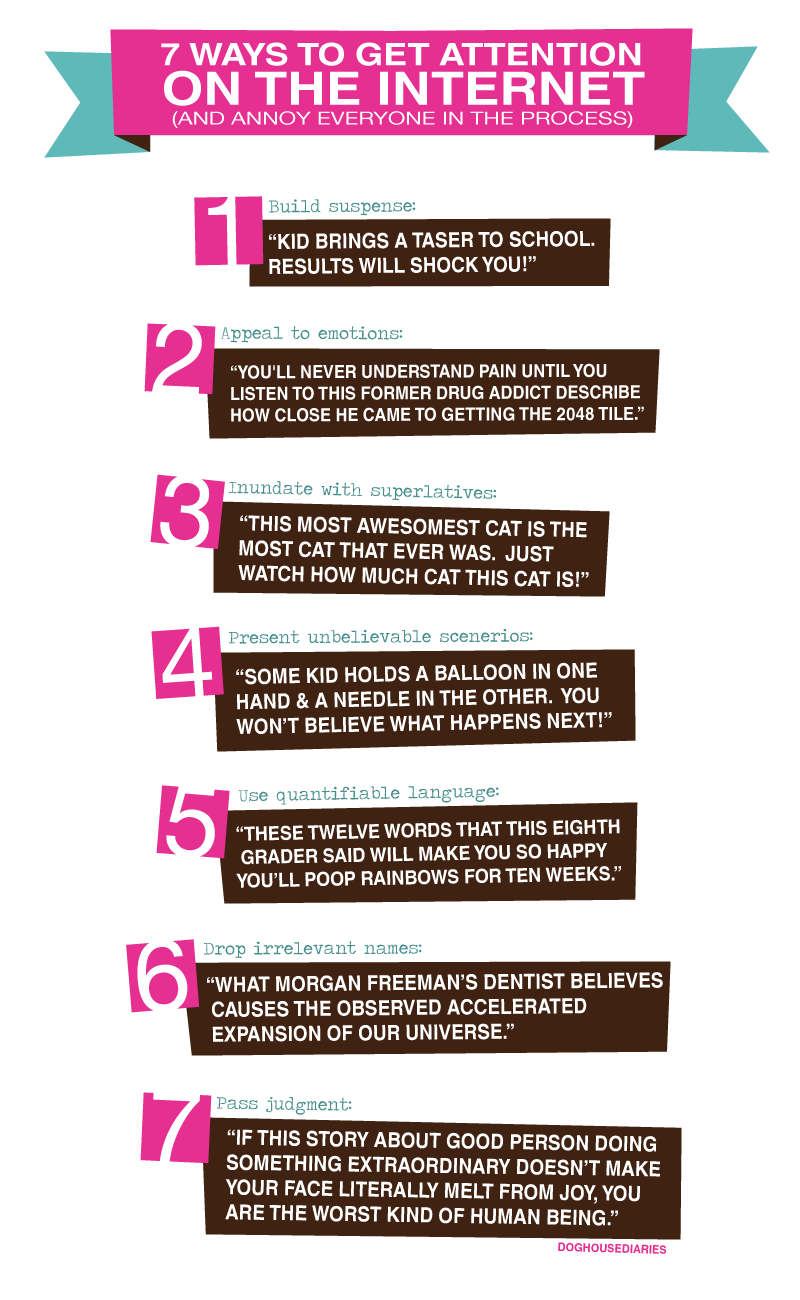 7 WAYS TO GET ATTENTION
ON THE INTERNET
(AND ANNOY EVERYONE IN THE PROCESS)
1
Build suspense:
“KID BRINGS A TASER TO SCHOOL.
RESULTS WILL SHOCK YOU!”
2
Appeal to emotions:
“YOU'LL NEVER UNDERSTAND PAIN UNTIL YOU
LISTEN TO THIS FORMER DRUG ADDICT DESCRIBE
HOW CLOSE HE CAME TO GETTING THE 2048 TILE.”
3
Inundate with superlatives:
“THIS MOST AWESOMEST CAT IS THE
MOST CAT THAT EVER WAS. JUST
WATCH HOW MUCH CAT THIS CAT IS!”
4
Present unbelievable scenerios:
“SOME KID HOLDS A BALLOON IN ONE
HAND & A NEEDLE IN THE OTHER. YOU
WON’T BELIEVE WHAT HAPPENS NEXT!”
5
Use quantifiable language:
“THESE TWELVE WORDS THAT THIS EIGHTH
GRADER SAID WILL MAKE YOU SO HAPPY
YOU’LL POOP RAINBOWS FOR TEN WEEKS.”
6
Drop irrelevant names:
“WHAT MORGAN FREEMAN’S DENTIST BELIEVES
CAUSES THE OBSERVED ACCELERATED
EXPANSION OF OUR UNIVERSE.”
7
Pass judgment:
“IF THIS STORY ABOUT GOOD PERSON DOING
SOMETHING EXTRAORDINARY DOESN’T MAKE
YOUR FACE LITERALLY MELT FROM JOY, YOU
ARE THE WORST KIND OF HUMAN BEING.”
DOGHOUSEDIARIES